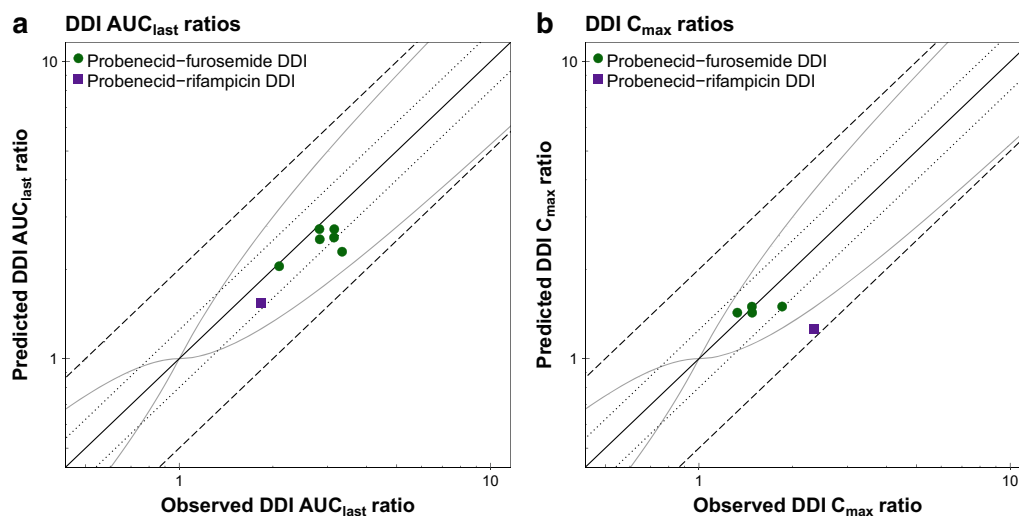 a DDI AUClast ratios
10
Probenecid−furosemide DDI
Probenecid−rifampicin DDI
Predicted DDI AUClast ratio
1
1
10
Observed DDI AUClast ratio
b DDI Cmax ratios
10
Probenecid−furosemide DDI
Probenecid−rifampicin DDI
Predicted DDI Cmax ratio
1
1
10
Observed DDI Cmax ratio